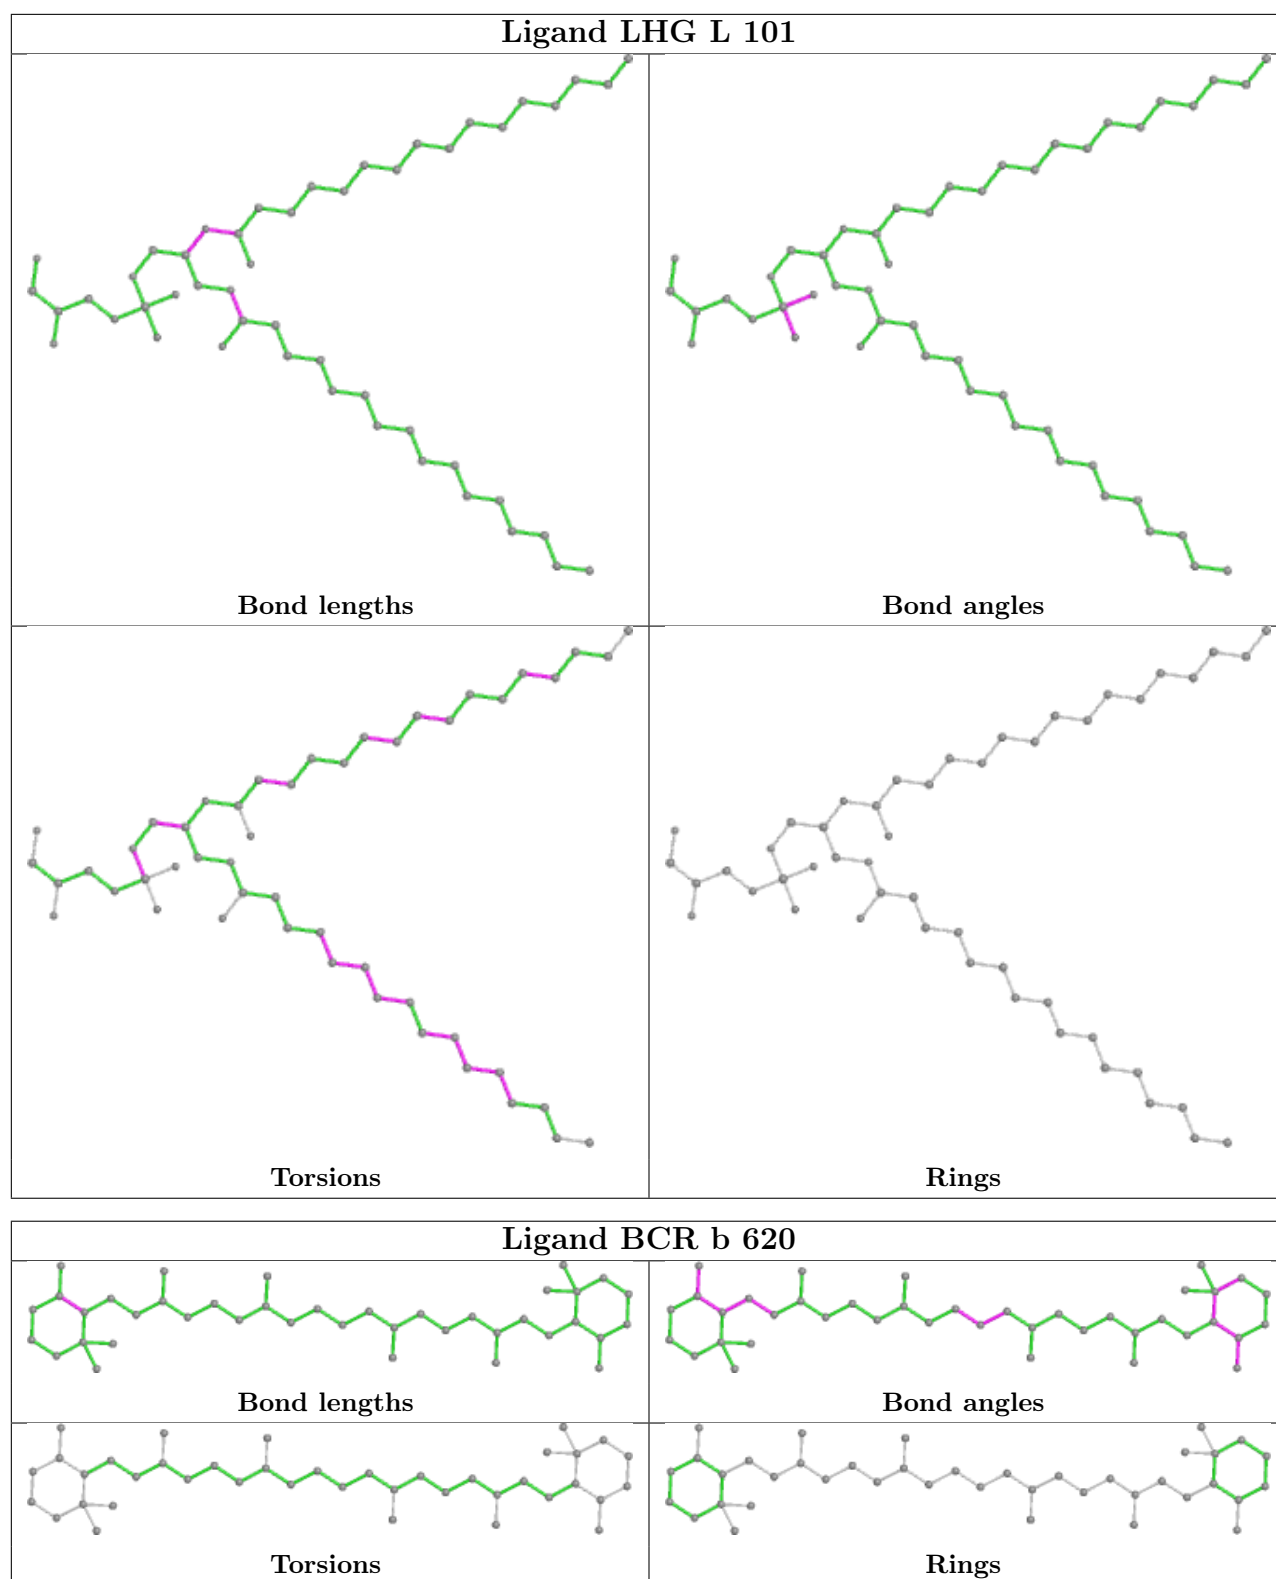 Ligand LHG L 101
Bond lengths
Bond angles
Torsions
Rings
Ligand BCR b 620
Bond lengths
Bond angles
Torsions
Rings